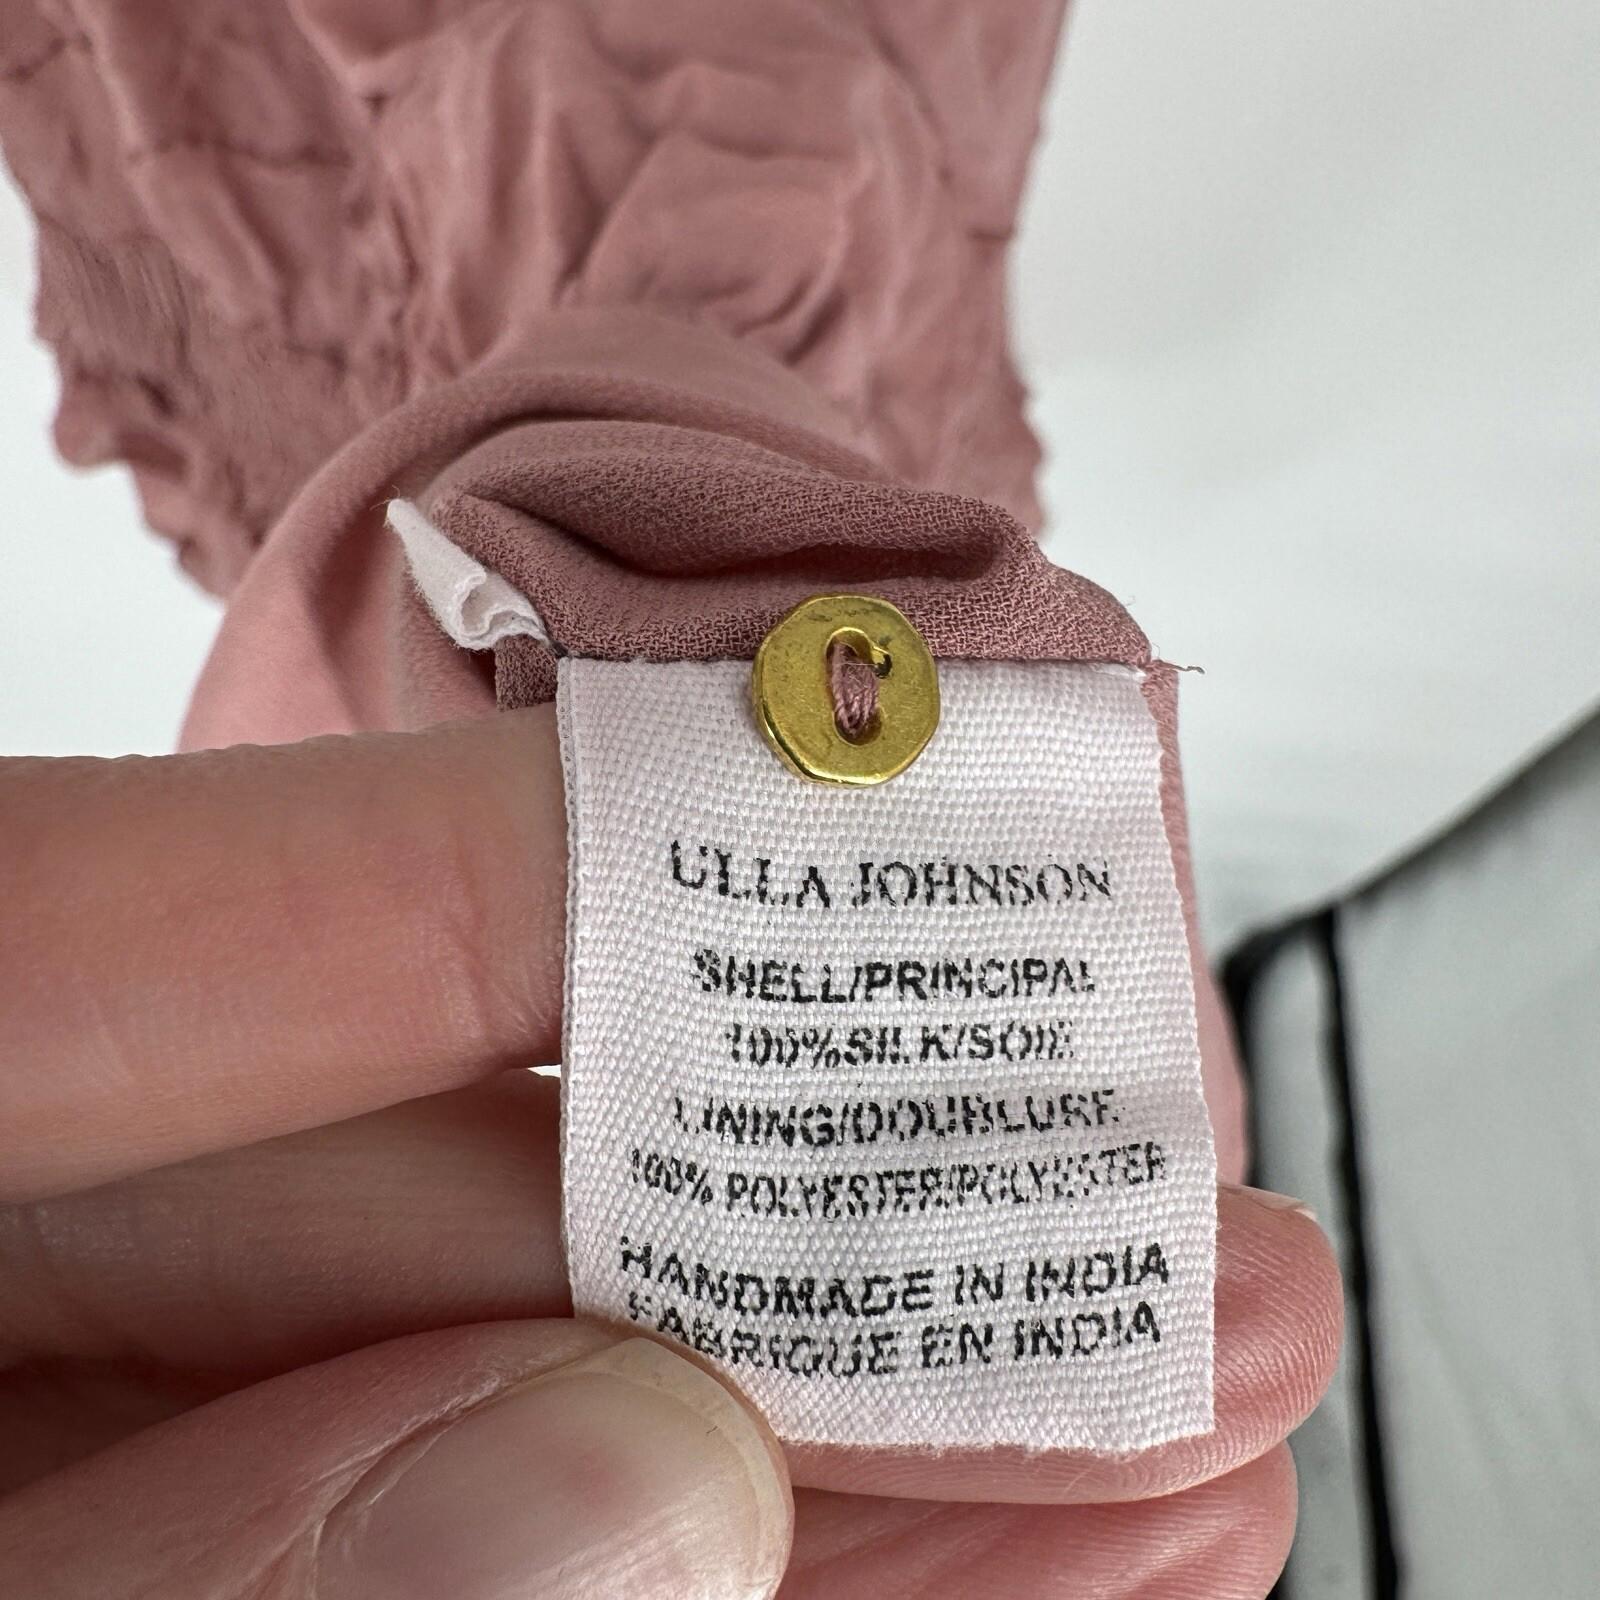 ULLA JOHNSON
SHELL/PRINCIPAL
100%SILK/SOIE
LINING/DOUBLURE
100% POLYESTER/POLYESTER
HANDMADE IN INDIA
FABRIQUE EN INDIA